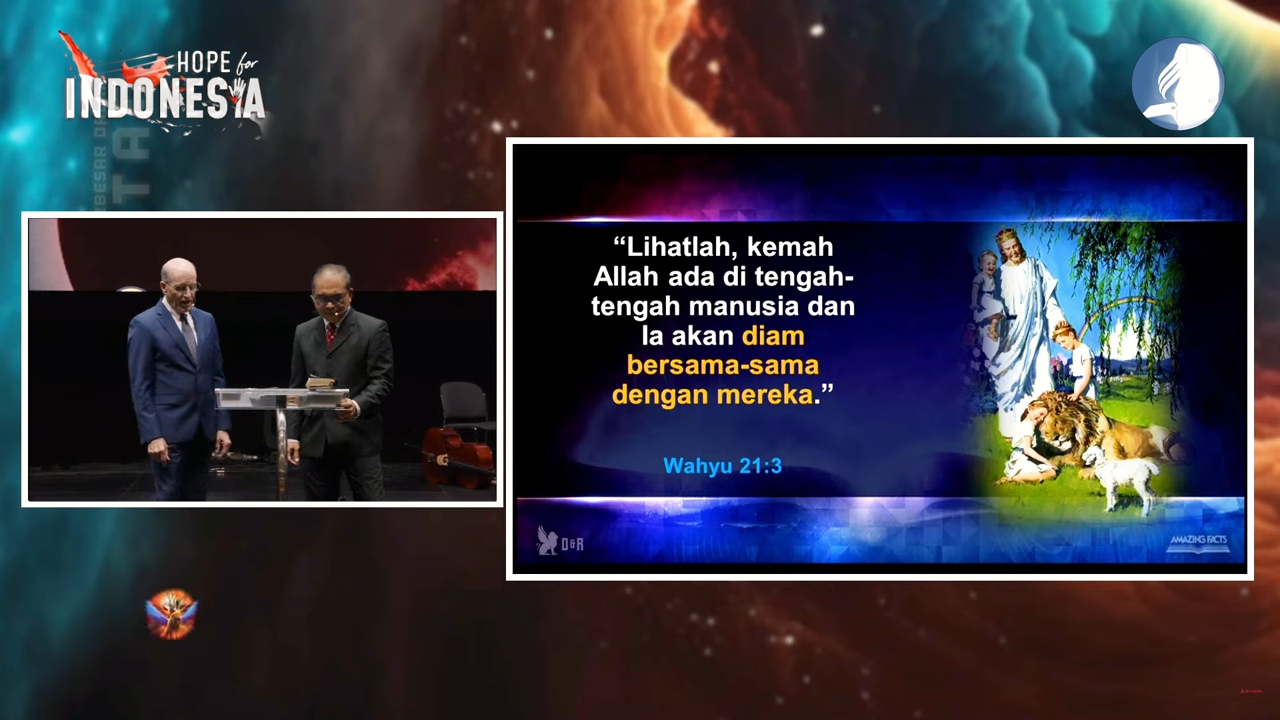 HOPE for
INDONESIA
“Lihatlah, kemah
Allah ada di tengah-
tengah manusia dan
Ia akan diam
bersama-sama
dengan mereka.”
Wahyu 21:3
D&R
AMAZING FACTS